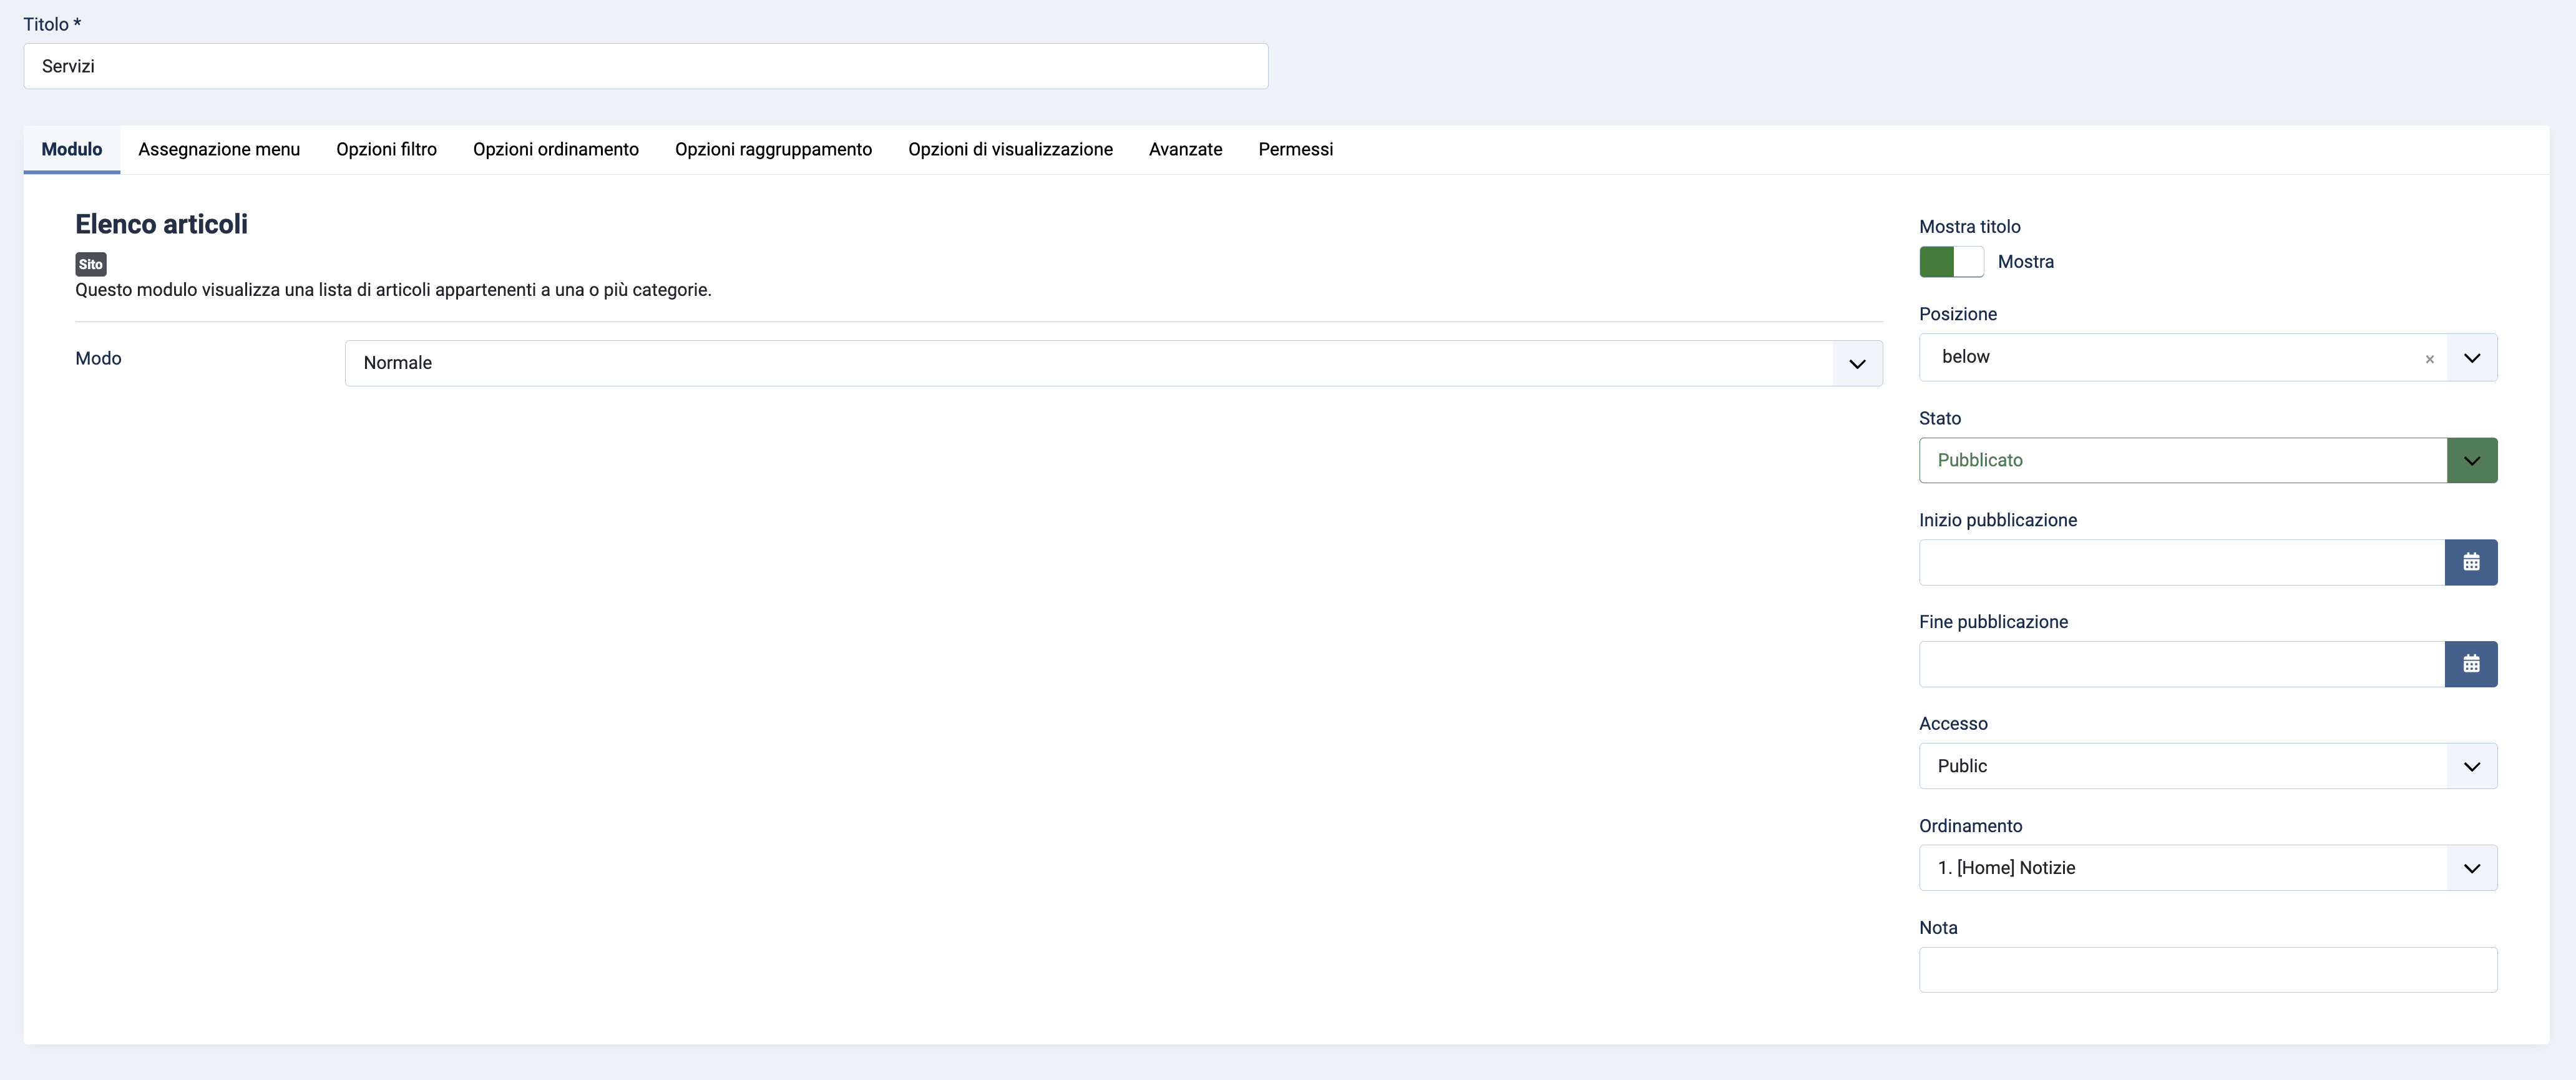 Titolo *
Servizi
Modulo Assegnazione menu Opzioni filtro Opzioni ordinamento Opzioni raggruppamento Opzioni di visualizzazione Avanzate Permessi
Elenco articoli
Sito
Questo modulo visualizza una lista di articoli appartenenti a una o più categorie.
Modo
Normale
Mostra titolo
Mostra
Posizione
below ×
Stato
Pubblicato
Inizio pubblicazione
Fine pubblicazione
Accesso
Public
Ordinamento
1. [Home] Notizie
Nota